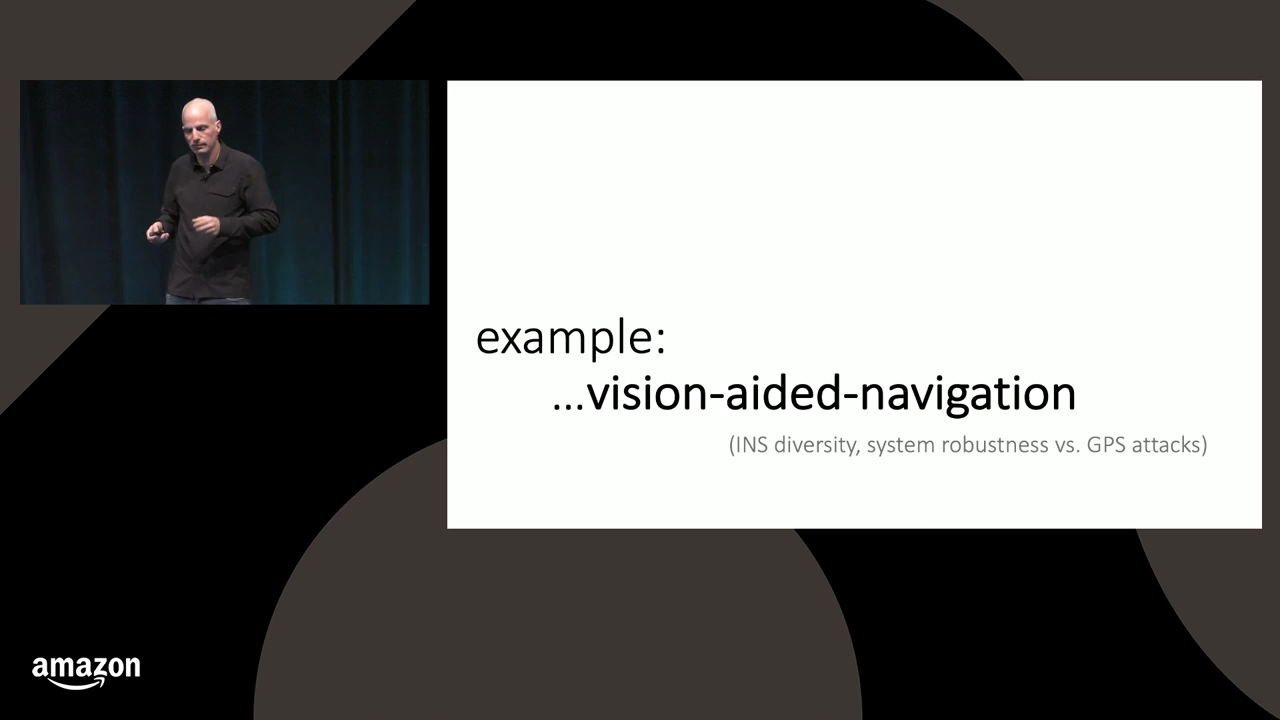 example:
...vision-aided-navigation
(INS diversity, system robustness vs. GPS attacks)
amazon